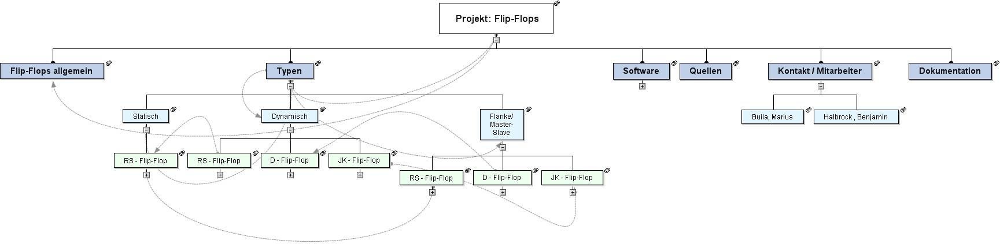 Projekt: Flip-Flops
Flip-Flops allgemein
Typen
Software
Quellen
Kontakt / Mitarbeiter
Dokumentation
Statisch
Dynamisch
Flanke/
Master-
Slave
Buila, Marius
Halbrock , Benjamin
RS - Flip-Flop
RS - Flip-Flop
D - Flip-Flop
JK - Flip-Flop
RS - Flip-Flop
D - Flip-Flop
JK - Flip-Flop